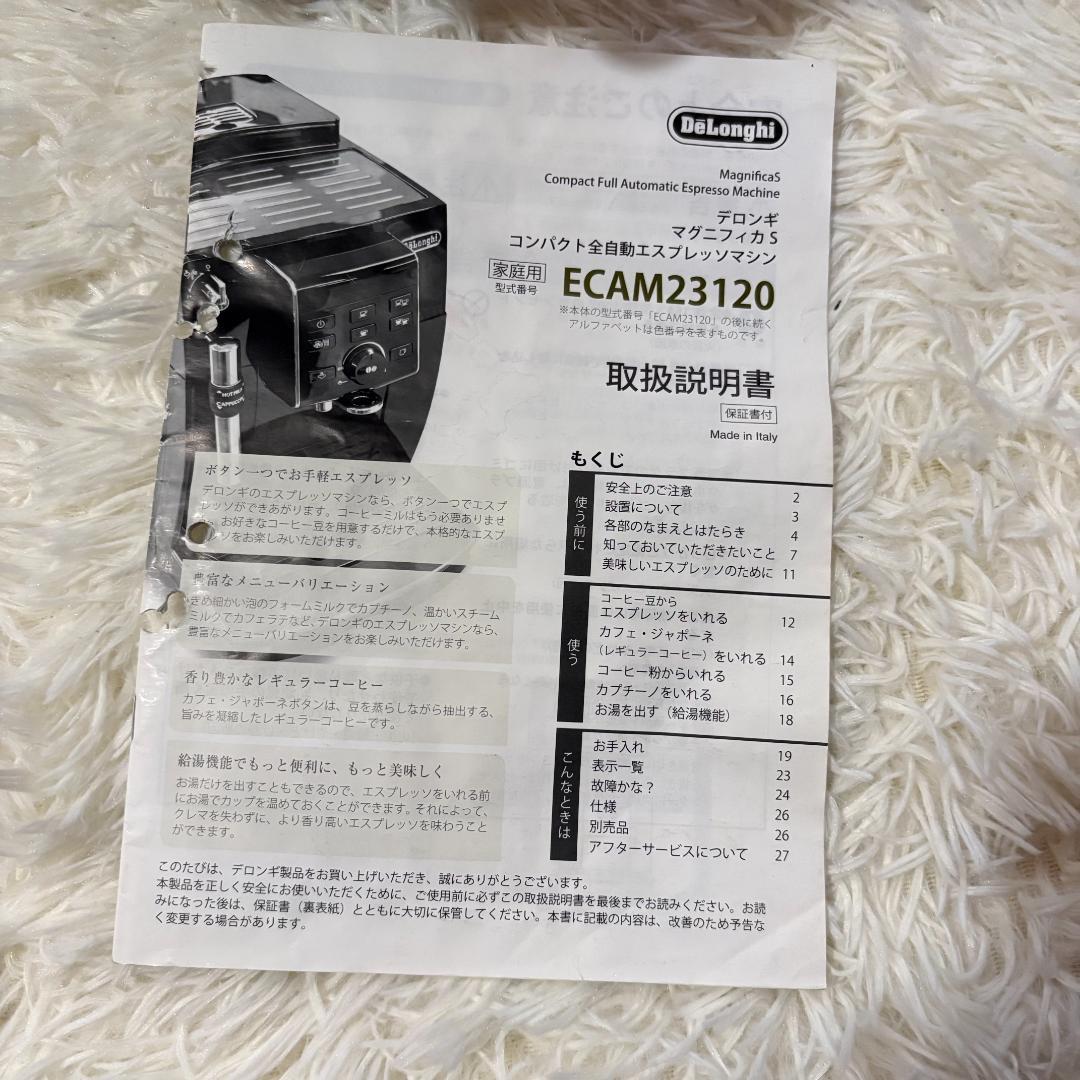 DeLonghi
MagnificaS
Compact Full Automatic Espresso Machine
デロンギ
マグニフィカ S
コンパクト全自動エスプレッソマシン
家庭用
型式番号
ECAM23120
※本体の型式番号「ECAM23120」の後に続く
アルファベットは色番号を表すものです。
取扱説明書
保証書付
Made in Italy
DeLonghi
HOT MILK
CAPPUCCINO
ボタン一つでお手軽エスプレッソ
デロンギのエスプレッソマシンなら、ボタン一つでエスプ
レッソができあがります。コーヒーミルはもう必要ありませ
お好きなコーヒー豆を用意するだけで、本格的なエスプ
ソをお楽しみいただけます。
豊富なメニューバリエーション
きめ細かい泡のフォームミルクでカプチーノ、温かいスチーム
ミルクでカフェラテなど、デロンギのエスプレッソマシンなら、
豊富なメニューバリエーションをお楽しみいただけます。
香り豊かなレギュラーコーヒー
カフェ・ジャポーネボタンは、豆を蒸らしながら抽出する、
旨みを凝縮したレギュラーコーヒーです。
給湯機能でもっと便利に、もっと美味しく
お湯だけを出すこともできるので、エスプレッソをいれる前
にお湯でカップを温めておくことができます。それによって、
クレマを失わずに、より香り高いエスプレッソを味わうこと
ができます。
もくじ
使う前に
安全上のご注意 2
設置について 3
各部のなまえとはたらき 4
知っておいていただきたいこと 7
美味しいエスプレッソのために 11
使う
コーヒー豆から
エスプレッソをいれる 12
カフェ・ジャポーネ
（レギュラーコーヒー）をいれる 14
コーヒー粉からいれる 15
カプチーノをいれる 16
お湯を出す（給湯機能） 18
こんなときは
お手入れ 19
表示一覧 23
故障かな？ 24
仕様 26
別売品 26
アフターサービスについて 27
このたびは、デロンギ製品をお買い上げいただき、誠にありがとうございます。
本製品を正しく安全にお使いいただくために、ご使用前に必ずこの取扱説明書を最後までお読みください。お読
みになった後は、保証書（裏表紙）とともに大切に保管してください。本書に記載の内容は、改善のため予告な
く変更する場合があります。